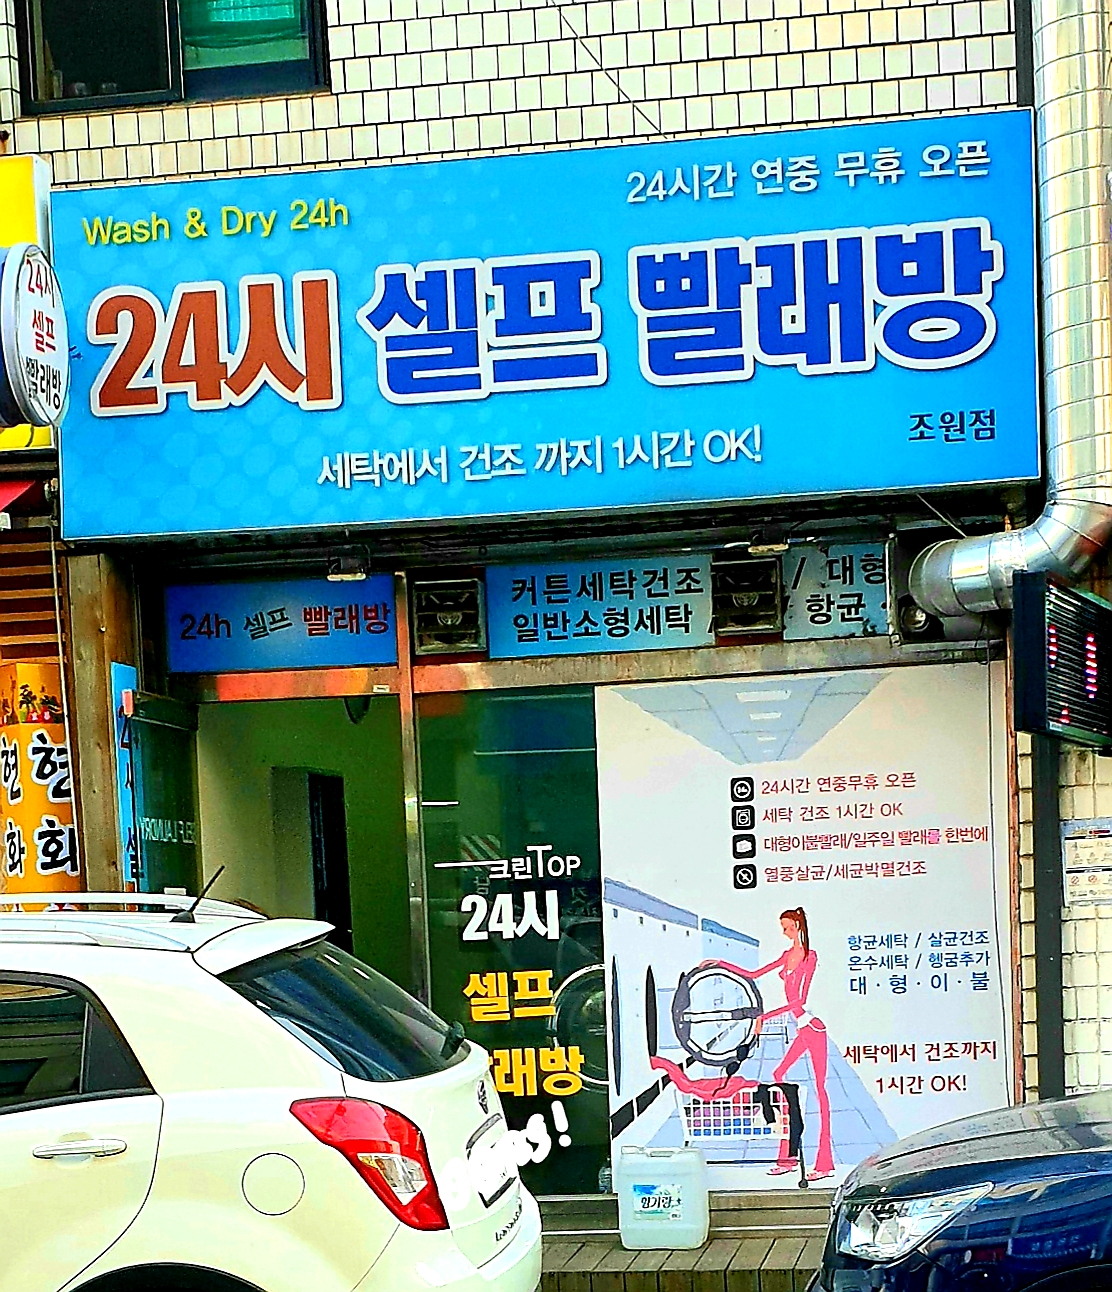 Wash & Dry 24h
24시간 연중 무휴 오픈
24시 셀프 빨래방
조원점
세탁에서 건조 까지 1시간 OK!
24시
셀프
24h 셀프 빨래방
커튼세탁건조 / 대형
일반소형세탁 / 항균
24시간 연중무휴 오픈
세탁 건조 1시간 OK
대형이불빨래/일주일 빨래를 한번에
열풍살균/세균박멸건조
항균세탁 / 살균건조
온수세탁 / 헹굼추가
대·형·이·불
세탁에서 건조까지
1시간 OK!
크린TOP
24시
셀프
래방
현 현
화 회
향기랑